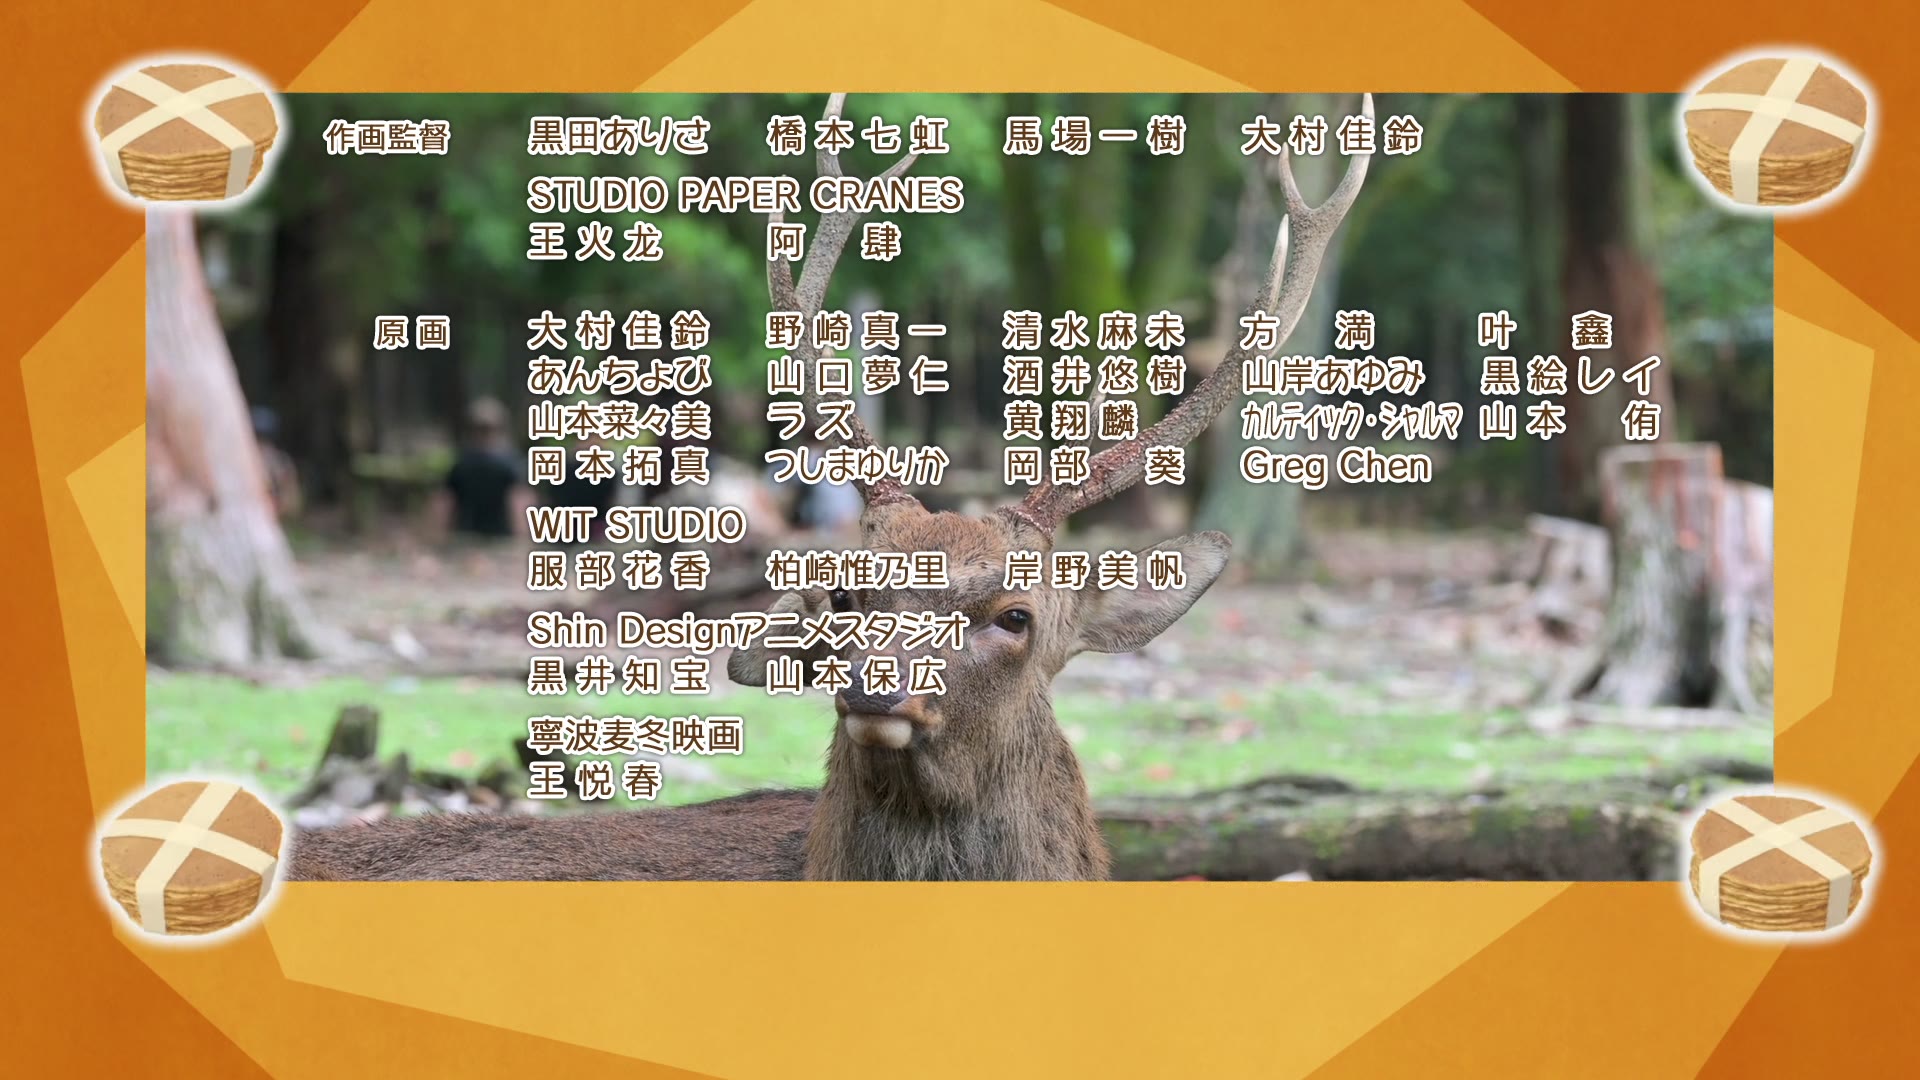 作画監督 黒田ありさ 橋本七虹 馬場一樹 大村佳鈴
STUDIO PAPER CRANES
王火龙 阿肆
原画 大村佳鈴 野崎真一 清水麻未 方満 叶鑫
あんちょび 山口夢仁 酒井悠樹 山岸あゆみ 黒絵レイ
山本菜々美 ラズ 黄翔麟 カルティック・シャルマ 山本侑
岡本拓真 つしまゆりか 岡部葵 Greg Chen
WIT STUDIO
服部花香 柏崎惟乃里 岸野美帆
Shin Designアニメスタジオ
黒井知宝 山本保広
寧波麦冬映画
王悦春